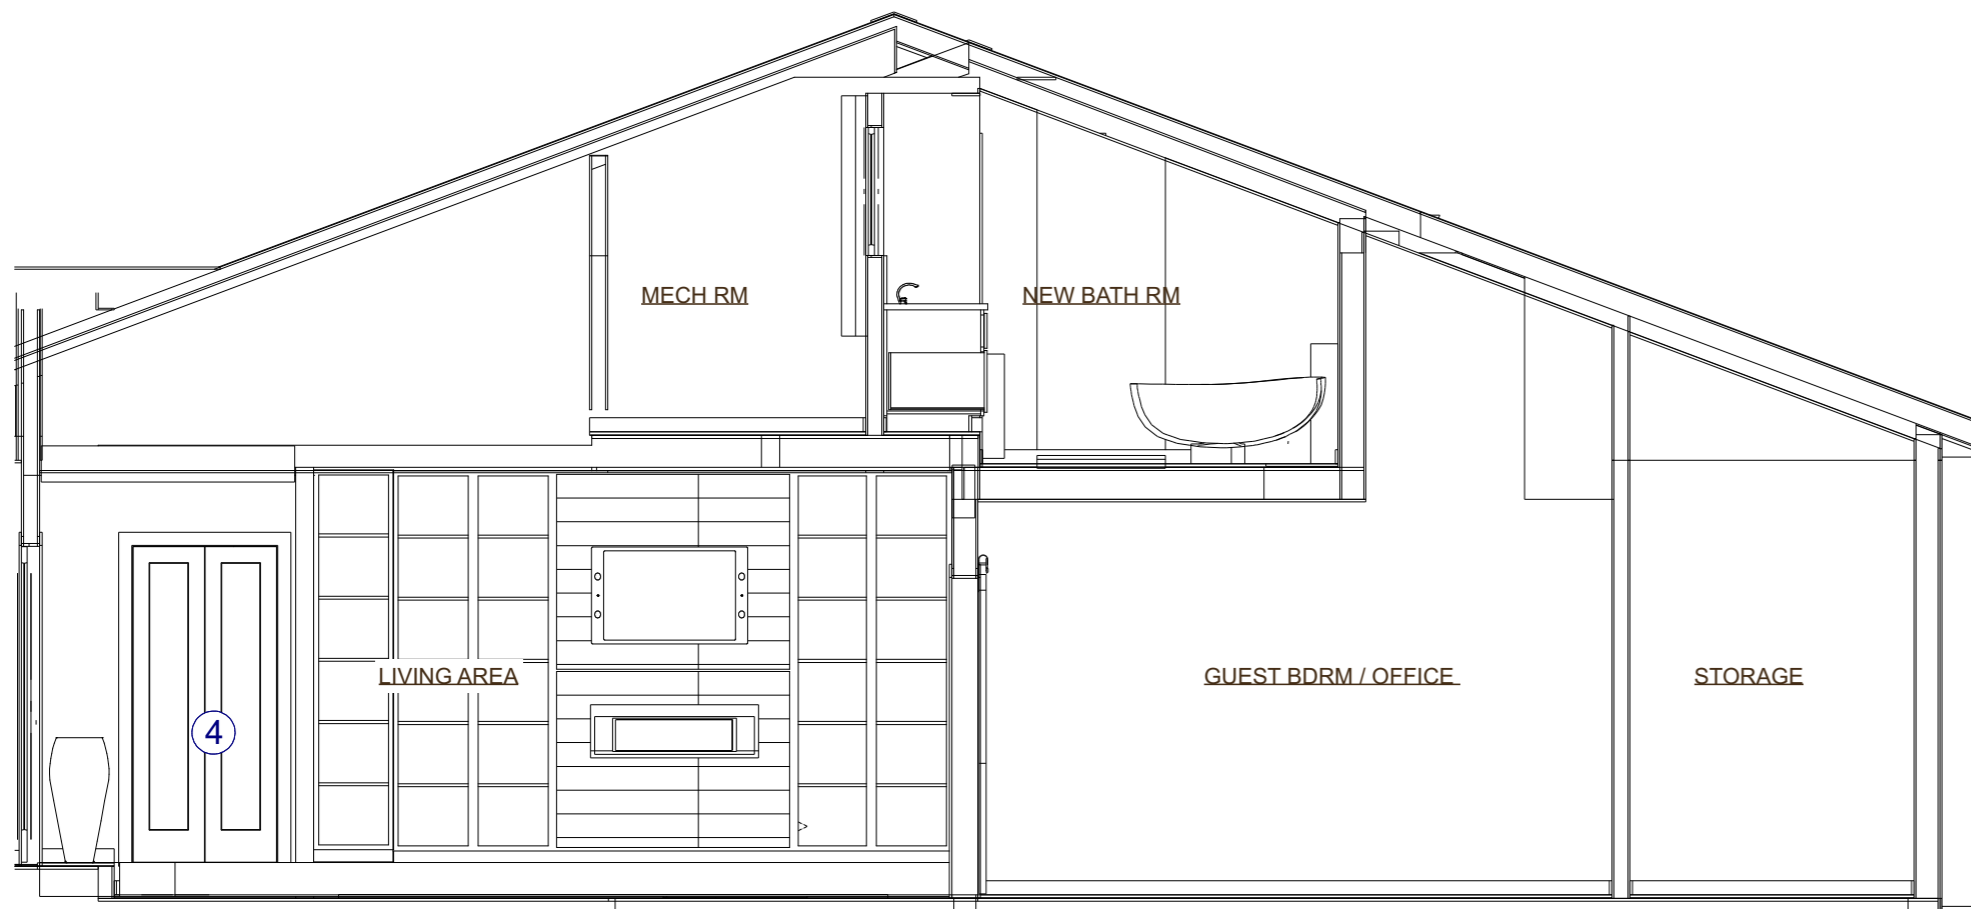 MECH RM
NEW BATH RM
LIVING AREA
GUEST BDRM / OFFICE
STORAGE
4